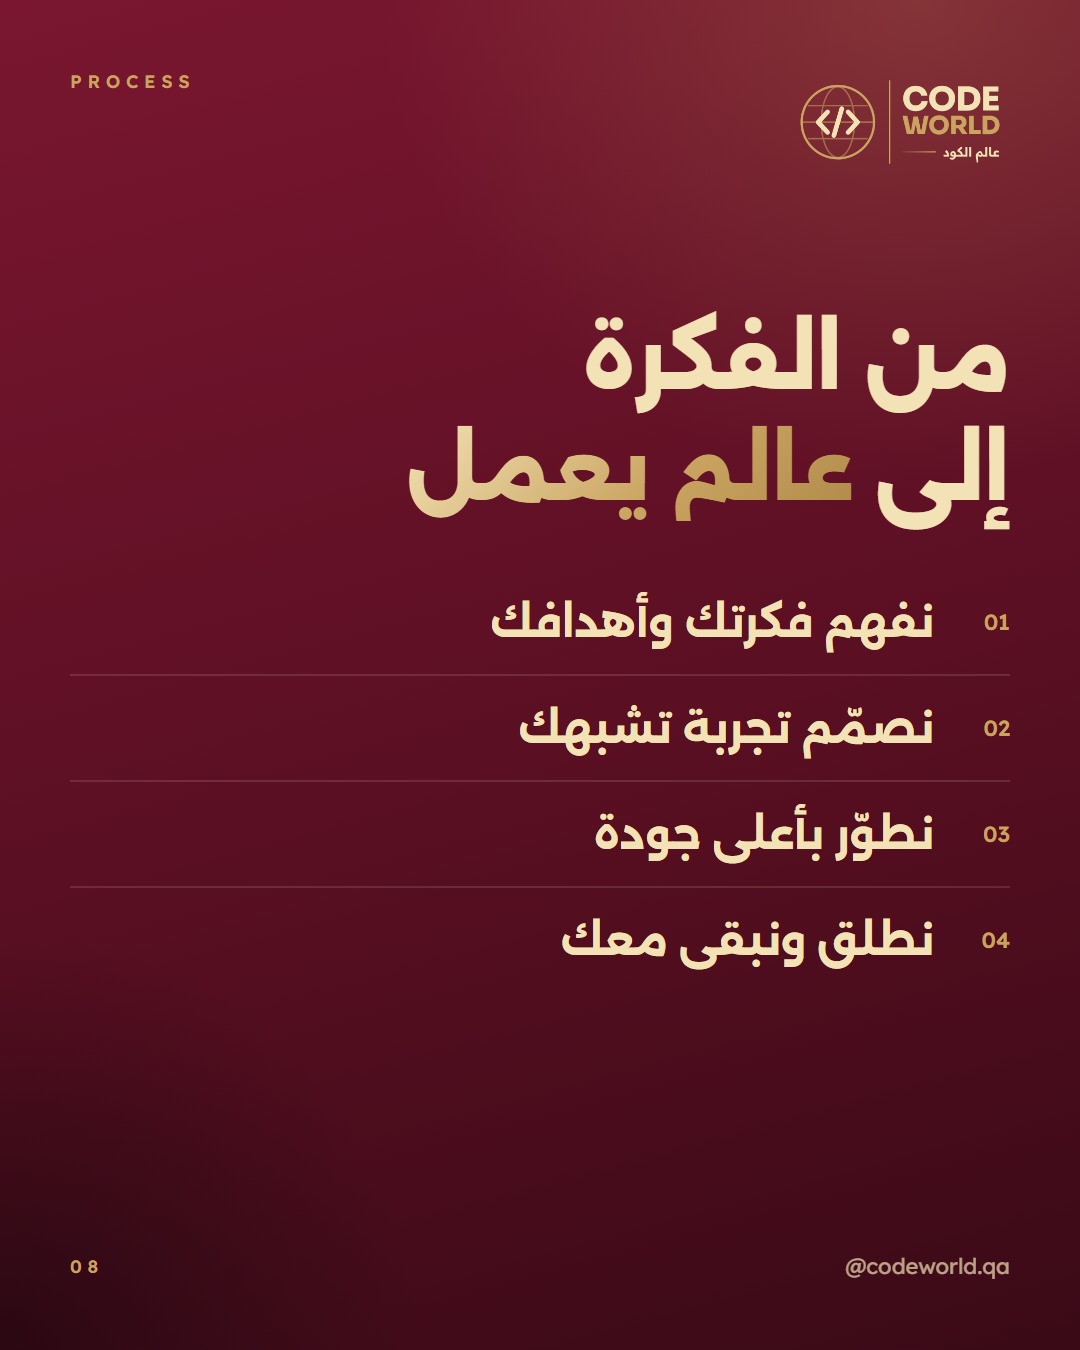 PROCESS
CODE
WORLD
عالم الكود
من الفكرة
إلى عالم يعمل
01 نفهم فكرتك وأهدافك
02 نصمّم تجربة تشبهك
03 نطوّر بأعلى جودة
04 نطلق ونبقى معك
08
@codeworld.qa